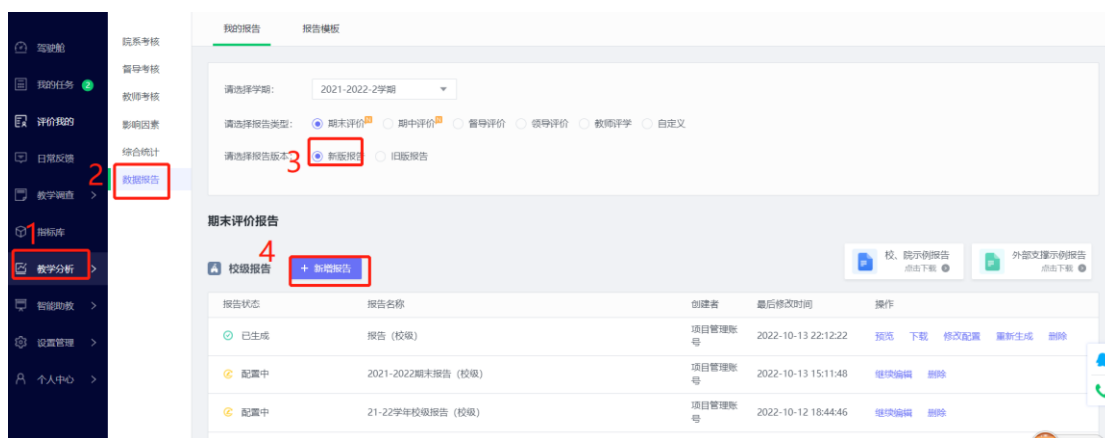 驾驶舱
我的任务 2
评价我的
日常反馈
教学调查
指标库
教学分析
智能助教
设置管理
个人中心
1
院系考核
督导考核
教师考核
影响因素
综合统计
数据报告
2
我的报告 报告模板
请选择学期: 2021-2022-2学期
请选择报告类型: 期末评价 期中评价 督导评价 领导评价 教师评学 自定义
请选择报告版本: 新版报告 旧版报告
3
期末评价报告
4
校级报告 + 新增报告
校、院示例报告
点击下载
外部支撑示例报告
点击下载
报告状态 报告名称 创建者 最后修改时间 操作
已生成 报告 (校级) 项目管理账号 2022-10-13 22:12:22 预览 下载 修改配置 重新生成 删除
配置中 2021-2022期末报告 (校级) 项目管理账号 2022-10-13 15:11:48 继续编辑 删除
配置中 21-22学年校级报告 (校级) 项目管理账号 2022-10-12 18:44:46 继续编辑 删除